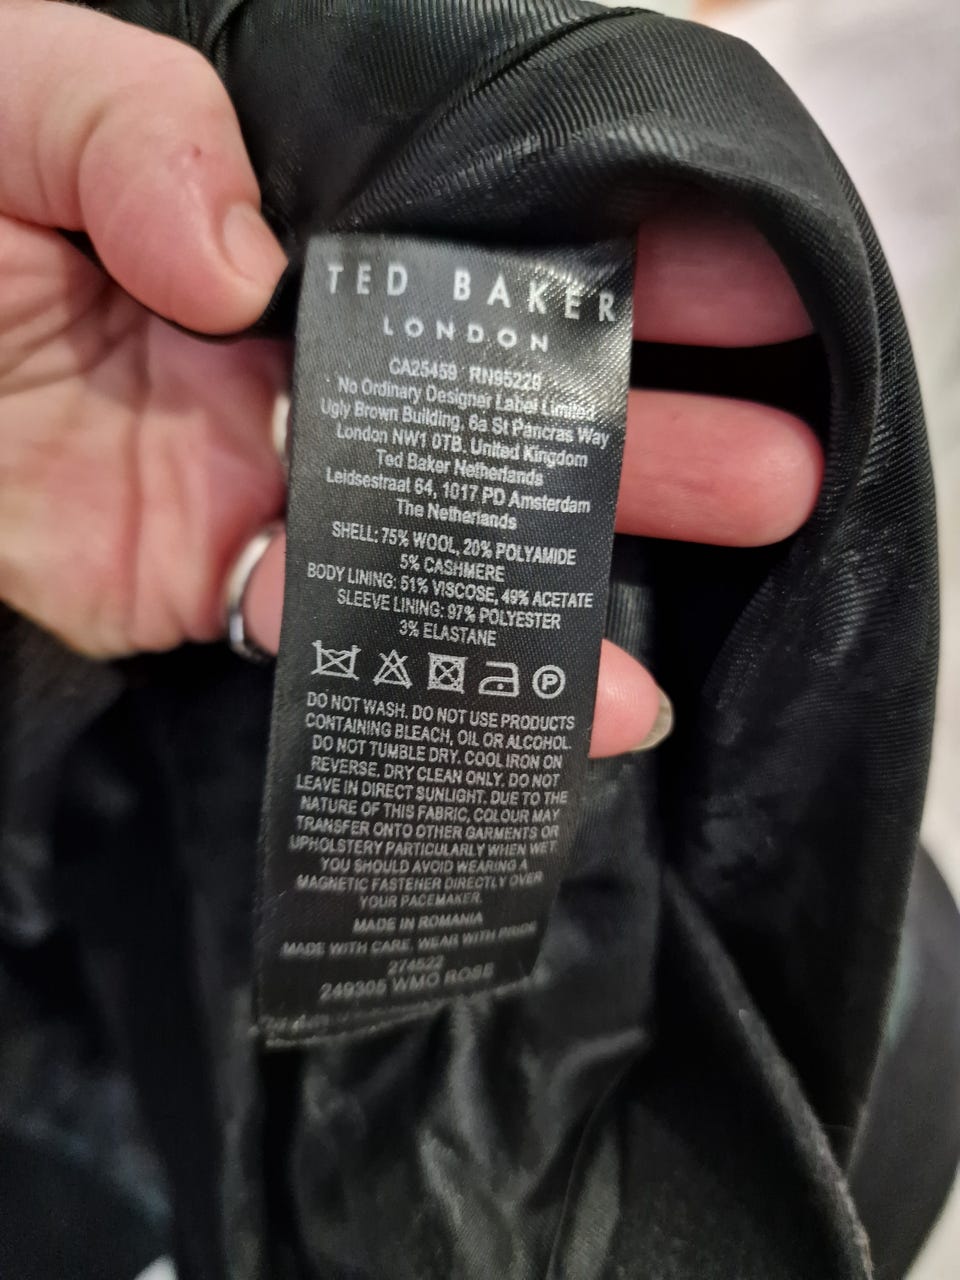 TED BAKER
LONDON
CA25459 RN95229
No Ordinary Designer Label Limited
Ugly Brown Building, 6a St Pancras Way
London NW1 0TB. United Kingdom
Ted Baker Netherlands
Leidsestraat 64, 1017 PD Amsterdam
The Netherlands
SHELL: 75% WOOL, 20% POLYAMIDE
5% CASHMERE
BODY LINING: 51% VISCOSE, 49% ACETATE
SLEEVE LINING: 97% POLYESTER
3% ELASTANE
P
DO NOT WASH. DO NOT USE PRODUCTS
CONTAINING BLEACH, OIL OR ALCOHOL.
DO NOT TUMBLE DRY. COOL IRON ON
REVERSE. DRY CLEAN ONLY. DO NOT
LEAVE IN DIRECT SUNLIGHT. DUE TO THE
NATURE OF THIS FABRIC, COLOUR MAY
TRANSFER ONTO OTHER GARMENTS OR
UPHOLSTERY PARTICULARLY WHEN WET.
YOU SHOULD AVOID WEARING A
MAGNETIC FASTENER DIRECTLY OVER
YOUR PACEMAKER.
MADE IN ROMANIA
MADE WITH CARE. WEAR WITH PRIDE
274522
249305 WMO ROSE